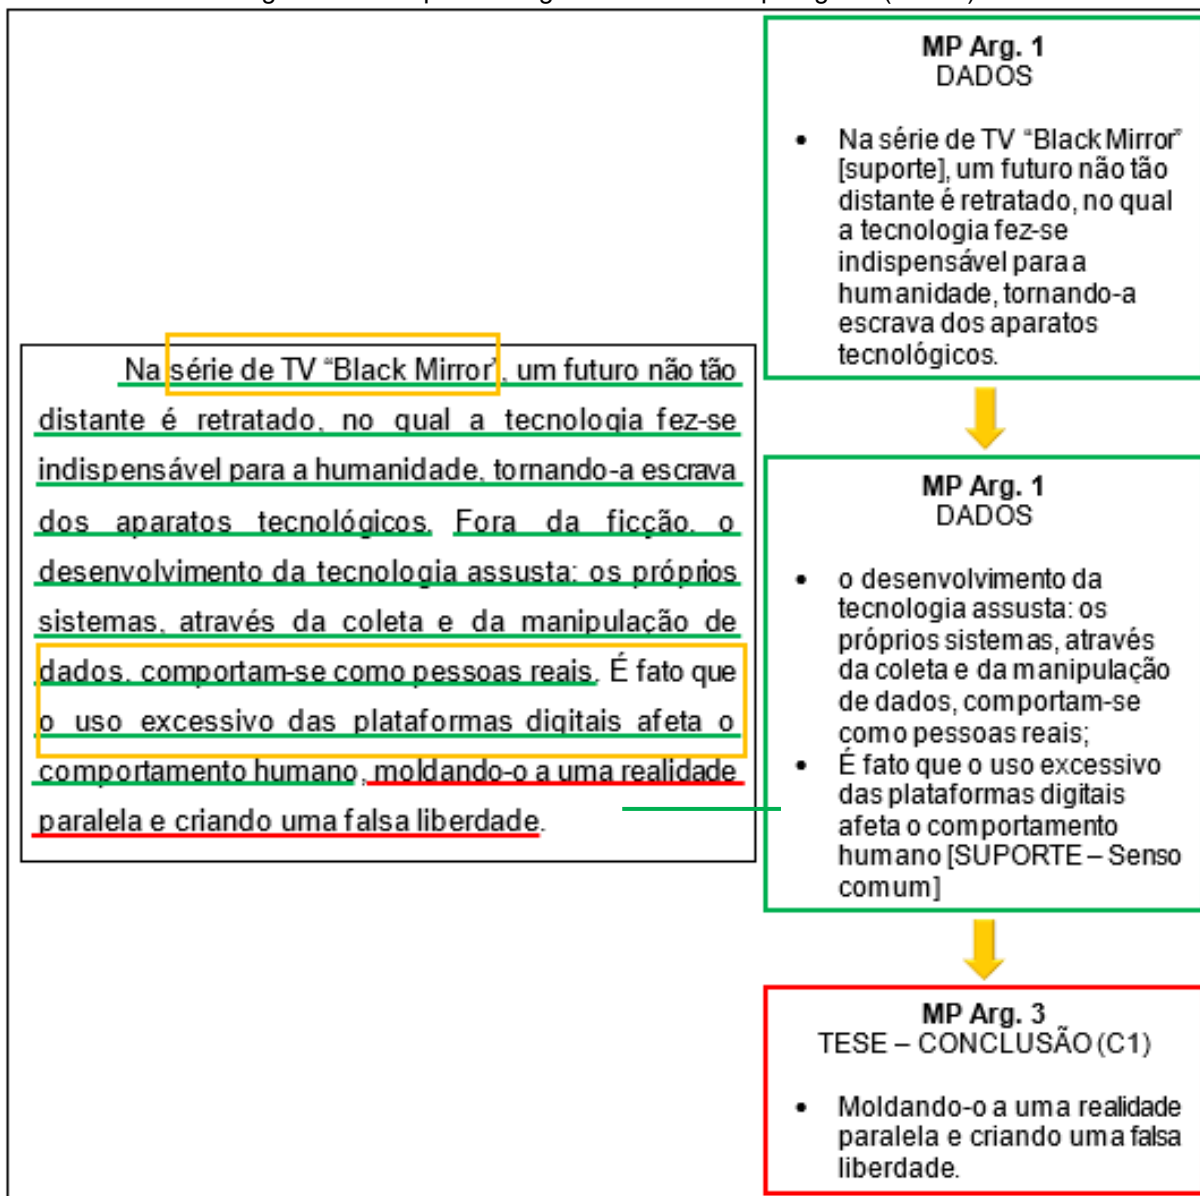 Na série de TV “Black Mirror”, um futuro não tão
distante é retratado, no qual a tecnologia fez-se
indispensável para a humanidade, tornando-a escrava
dos aparatos tecnológicos. Fora da ficção, o
desenvolvimento da tecnologia assusta: os próprios
sistemas, através da coleta e da manipulação de
dados, comportam-se como pessoas reais. É fato que
o uso excessivo das plataformas digitais afeta o
comportamento humano, moldando-o a uma realidade
paralela e criando uma falsa liberdade.
MP Arg. 1
DADOS
• Na série de TV “Black Mirror”
[suporte], um futuro não tão
distante é retratado, no qual
a tecnologia fez-se
indispensável para a
humanidade, tornando-a
escrava dos aparatos
tecnológicos.
MP Arg. 1
DADOS
• o desenvolvimento da
tecnologia assusta: os
próprios sistemas, através
da coleta e da manipulação
de dados, comportam-se
como pessoas reais;
• É fato que o uso excessivo
das plataformas digitais
afeta o comportamento
humano [SUPORTE – Senso
comum]
MP Arg. 3
TESE – CONCLUSÃO (C1)
• Moldando-o a uma realidade
paralela e criando uma falsa
liberdade.